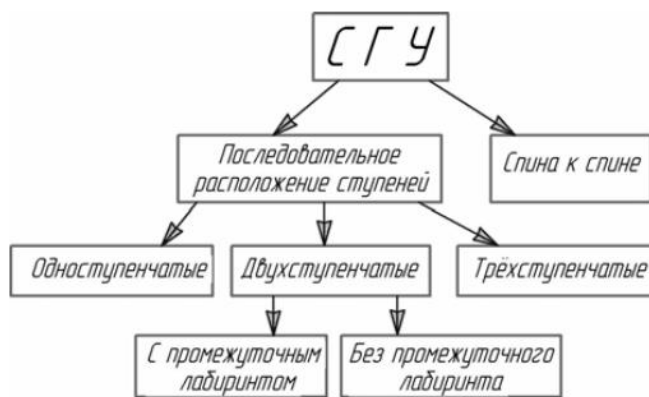 СГУ
Последовательное
расположение ступеней
Спина к спине
Одноступенчатые
Двухступенчатые
Трёхступенчатые
С промежуточным
лабиринтом
Без промежуточного
лабиринта